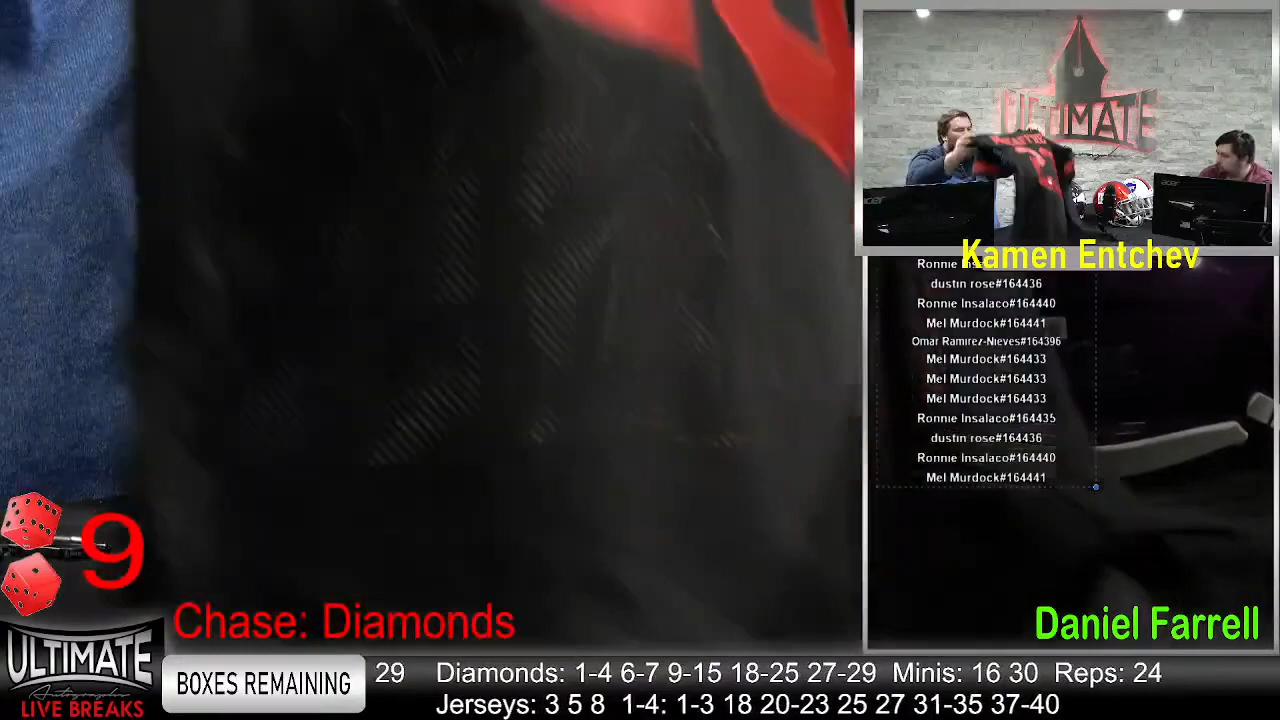 ULTIMATE
acer
acer
Kamen Entchev
Ronnie
dustin rose#164436
Ronnie Insalaco#164440
Mel Murdock#164441
Omar Ramirez-Nieves#164396
Mel Murdock#164433
Mel Murdock#164433
Mel Murdock#164433
Ronnie Insalaco#164435
dustin rose#164436
Ronnie Insalaco#164440
Mel Murdock#164441
9
Chase: Diamonds
Daniel Farrell
ULTIMATE
Autographs
LIVE BREAKS
BOXES REMAINING
29
Diamonds: 1-4 6-7 9-15 18-25 27-29 Minis: 16 30 Reps: 24
Jerseys: 3 5 8 1-4: 1-3 18 20-23 25 27 31-35 37-40